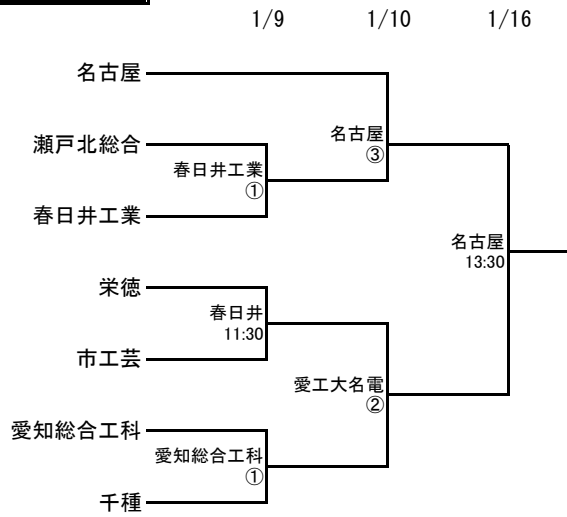 1/9 1/10 1/16
名古屋
名古屋
③
瀬戸北総合
春日井工業
①
春日井工業
名古屋
13:30
栄徳
春日井
11:30
市工芸
愛工大名電
②
愛知総合工科
愛知総合工科
①
千種